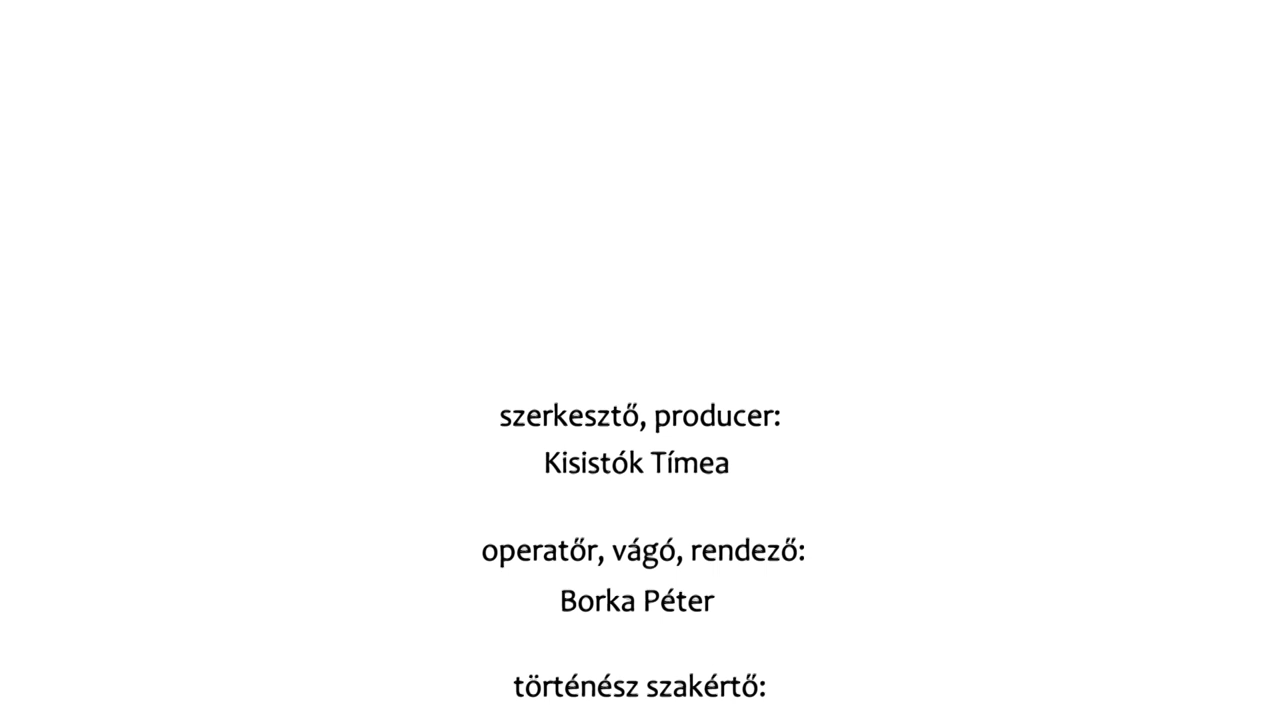 szerkesztő, producer:
Kisistók Tímea
operatőr, vágó, rendező:
Borka Péter
történész szakértő: